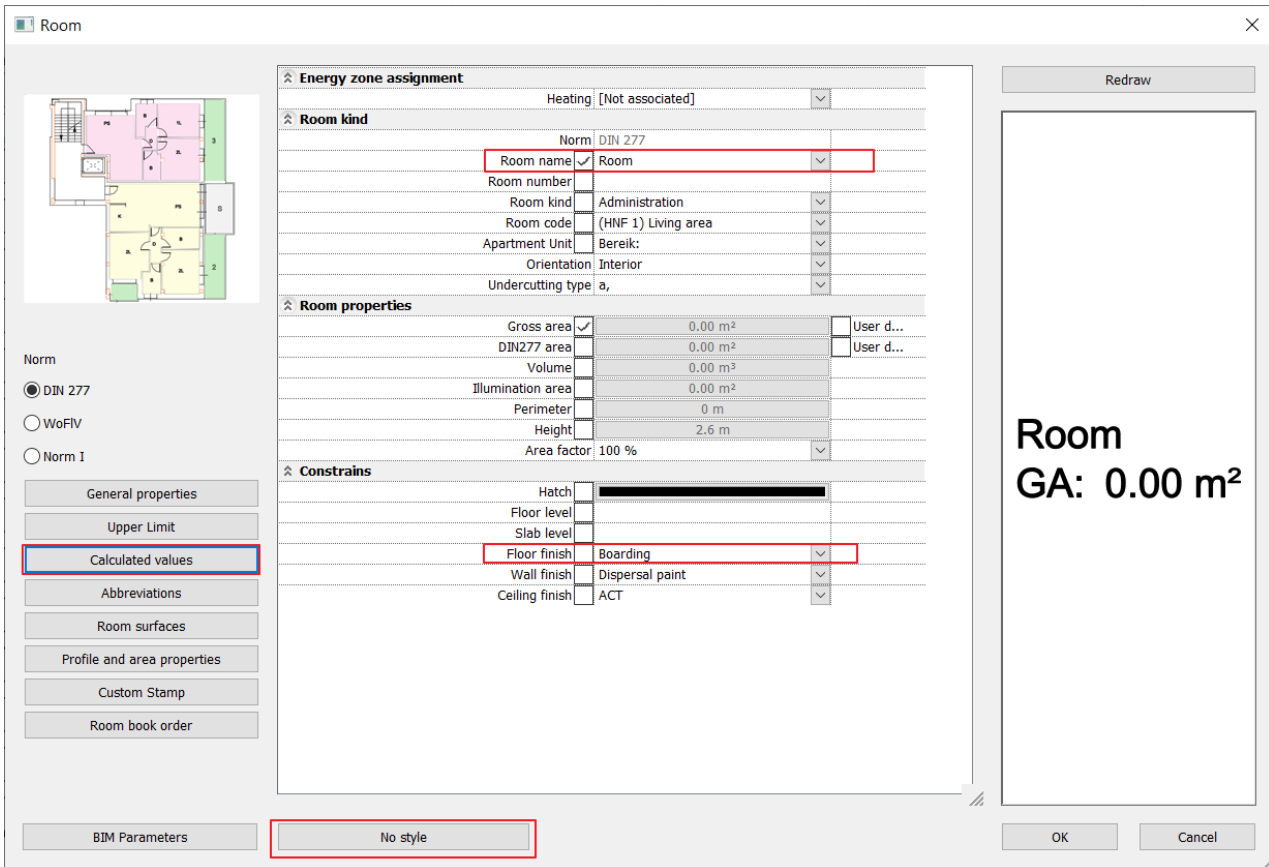 Room
Energy zone assignment
Heating [Not associated]
Room kind
Norm DIN 277
Room name Room
Room number
Room kind Administration
Room code (HNF 1) Living area
Apartment Unit Bereik:
Orientation Interior
Undercutting type a,
Room properties
Gross area 0.00 m² User d...
DIN277 area 0.00 m² User d...
Volume 0.00 m³
Illumination area 0.00 m²
Perimeter 0 m
Height 2.6 m
Area factor 100 %
Constrains
Hatch
Floor level
Slab level
Floor finish Boarding
Wall finish Dispersal paint
Ceiling finish ACT
Norm
DIN 277
WoFlV
Norm I
General properties
Upper Limit
Calculated values
Abbreviations
Room surfaces
Profile and area properties
Custom Stamp
Room book order
BIM Parameters
No style
Redraw
Room
GA: 0.00 m²
OK
Cancel